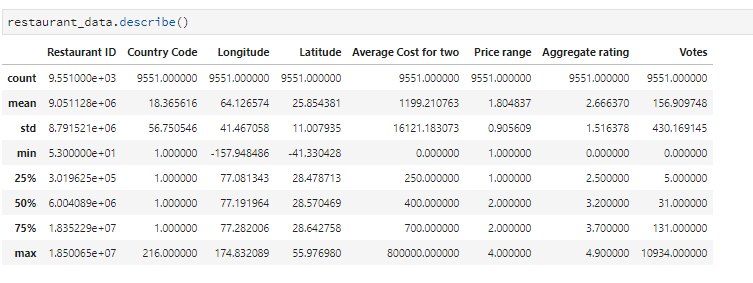 restaurant_data.describe()
Restaurant ID Country Code Longitude Latitude Average Cost for two Price range Aggregate rating Votes
count 9.551000e+03 9551.000000 9551.000000 9551.000000 9551.000000 9551.000000 9551.000000 9551.000000
mean 9.051128e+06 18.365616 64.126574 25.854381 1199.210763 1.804837 2.666370 156.909748
std 8.791521e+06 56.750546 41.467058 11.007935 16121.183073 0.905609 1.516378 430.169145
min 5.300000e+01 1.000000 -157.948486 -41.330428 0.000000 1.000000 0.000000 0.000000
25% 3.019625e+05 1.000000 77.081343 28.478713 250.000000 1.000000 2.500000 5.000000
50% 6.004089e+06 1.000000 77.191964 28.570469 400.000000 2.000000 3.200000 31.000000
75% 1.835229e+07 1.000000 77.282006 28.642758 700.000000 2.000000 3.700000 131.000000
max 1.850065e+07 216.000000 174.832089 55.976980 800000.000000 4.000000 4.900000 10934.000000